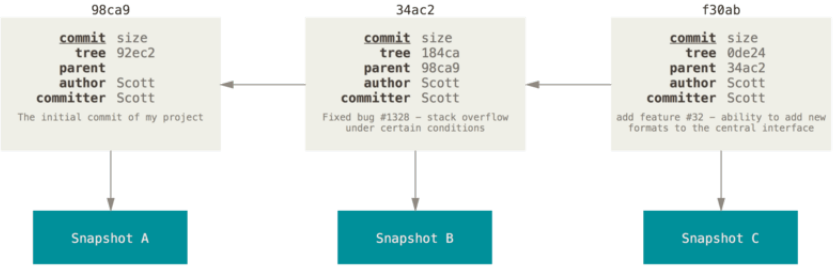 98ca9
commit size
tree 92ec2
parent
author Scott
committer Scott
The initial commit of my project
Snapshot A
34ac2
commit size
tree 184ca
parent 98ca9
author Scott
committer Scott
Fixed bug #1328 – stack overflow
under certain conditions
Snapshot B
f30ab
commit size
tree 0de24
parent 34ac2
author Scott
committer Scott
add feature #32 – ability to add new
formats to the central interface
Snapshot C